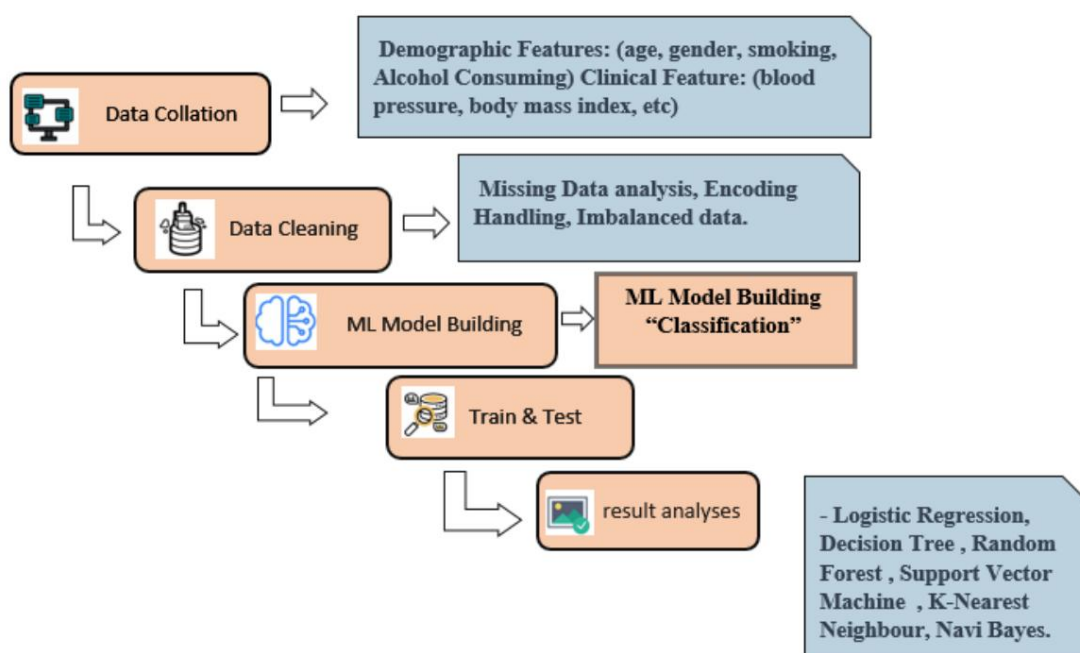 Demographic Features: (age, gender, smoking,
Alcohol Consuming) Clinical Feature: (blood
pressure, body mass index, etc)
Data Collation
Missing Data analysis, Encoding
Handling, Imbalanced data.
Data Cleaning
ML Model Building
“Classification”
ML Model Building
Train & Test
result analyses
- Logistic Regression,
Decision Tree , Random
Forest , Support Vector
Machine , K-Nearest
Neighbour, Navi Bayes.